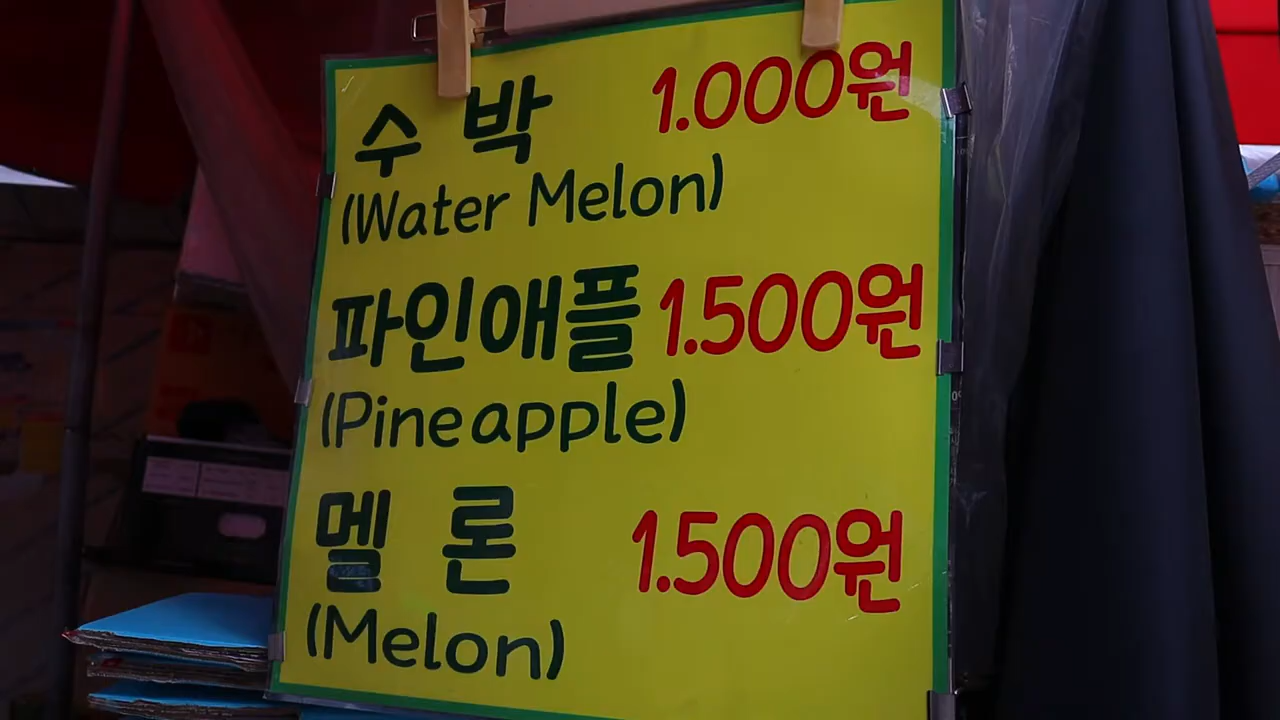 수 박 1.000원
(Water Melon)
파인애플 1.500원
(Pineapple)
멜 론 1.500원
(Melon)